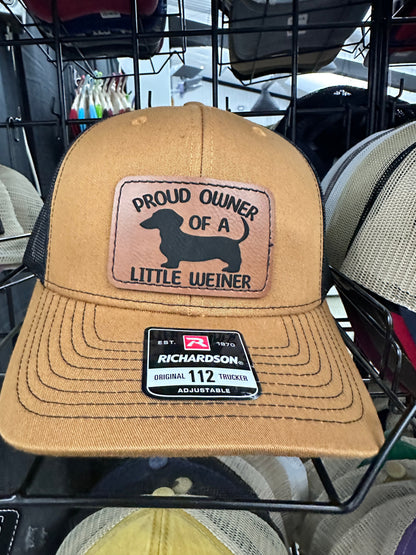 PROUD OWNER
OF A
LITTLE WEINER
EST. R 1970
RICHARDSON
ORIGINAL 112 TRUCKER
ADJUSTABLE